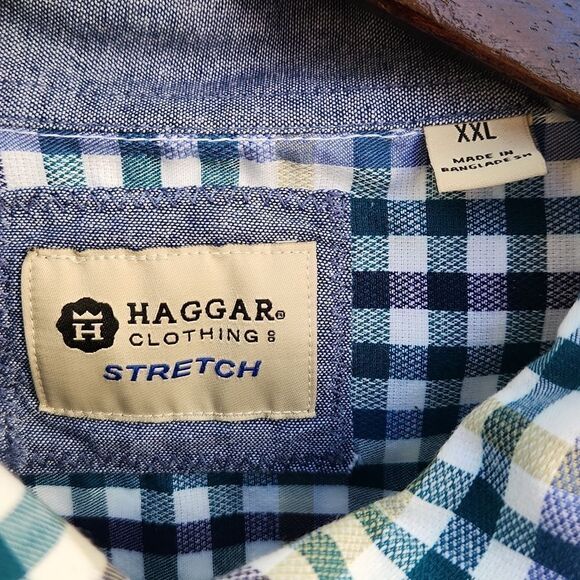 XXL
MADE IN
BANGLADESH
H HAGGAR®
CLOTHING CO
STRETCH